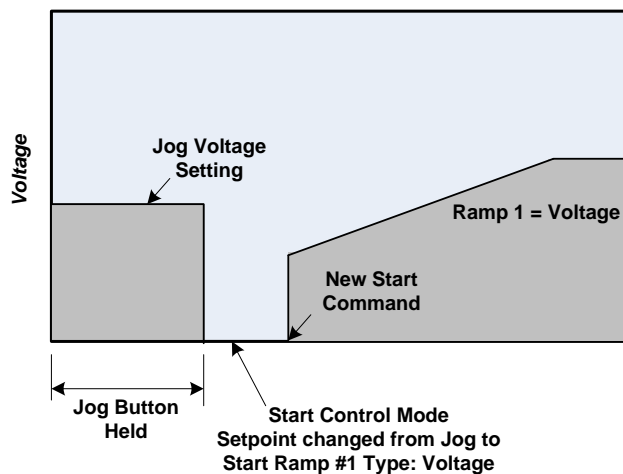 Voltage
Jog Voltage
Setting
Ramp 1 = Voltage
New Start
Command
Jog Button
Held
Start Control Mode
Setpoint changed from Jog to
Start Ramp #1 Type: Voltage